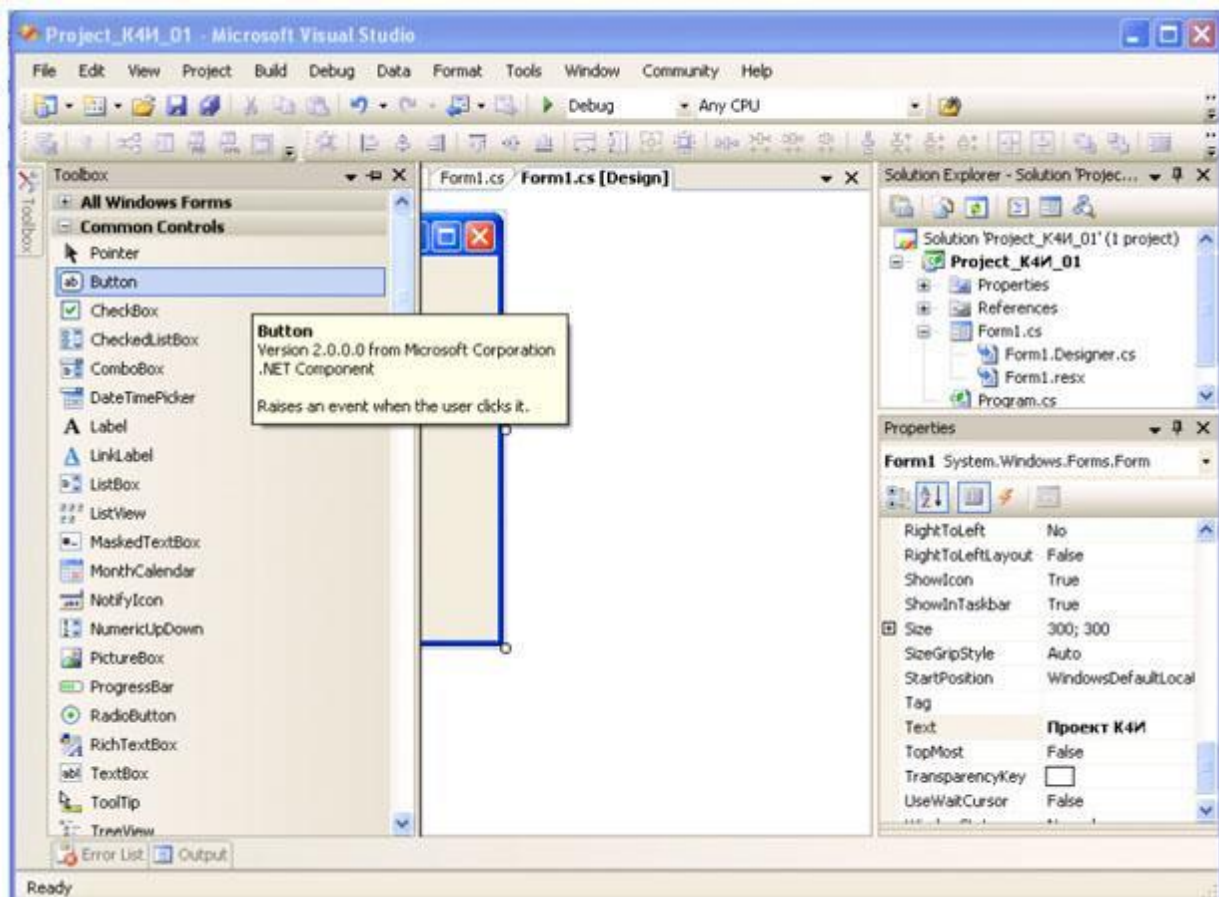 Project_К4И_01 - Microsoft Visual Studio
File Edit View Project Build Debug Data Format Tools Window Community Help
Debug Any CPU
Toolbox
Toolbox
All Windows Forms
Common Controls
Pointer
Button
CheckBox
CheckedListBox
ComboBox
DateTimePicker
Label
LinkLabel
ListBox
ListView
MaskedTextBox
MonthCalendar
NotifyIcon
NumericUpDown
PictureBox
ProgressBar
RadioButton
RichTextBox
TextBox
ToolTip
TreeView
Button
Version 2.0.0.0 from Microsoft Corporation
.NET Component
Raises an event when the user clicks it.
Form1.cs Form1.cs [Design]
Solution Explorer - Solution 'Projec...
Solution 'Project_К4И_01' (1 project)
Project_К4И_01
Properties
References
Form1.cs
Form1.Designer.cs
Form1.resx
Program.cs
Properties
Form1 System.Windows.Forms.Form
RightToLeft No
RightToLeftLayout False
ShowIcon True
ShowInTaskbar True
Size 300; 300
SizeGripStyle Auto
StartPosition WindowsDefaultLocat
Tag
Text Проект К4И
TopMost False
TransparencyKey
UseWaitCursor False
Error List Output
Ready